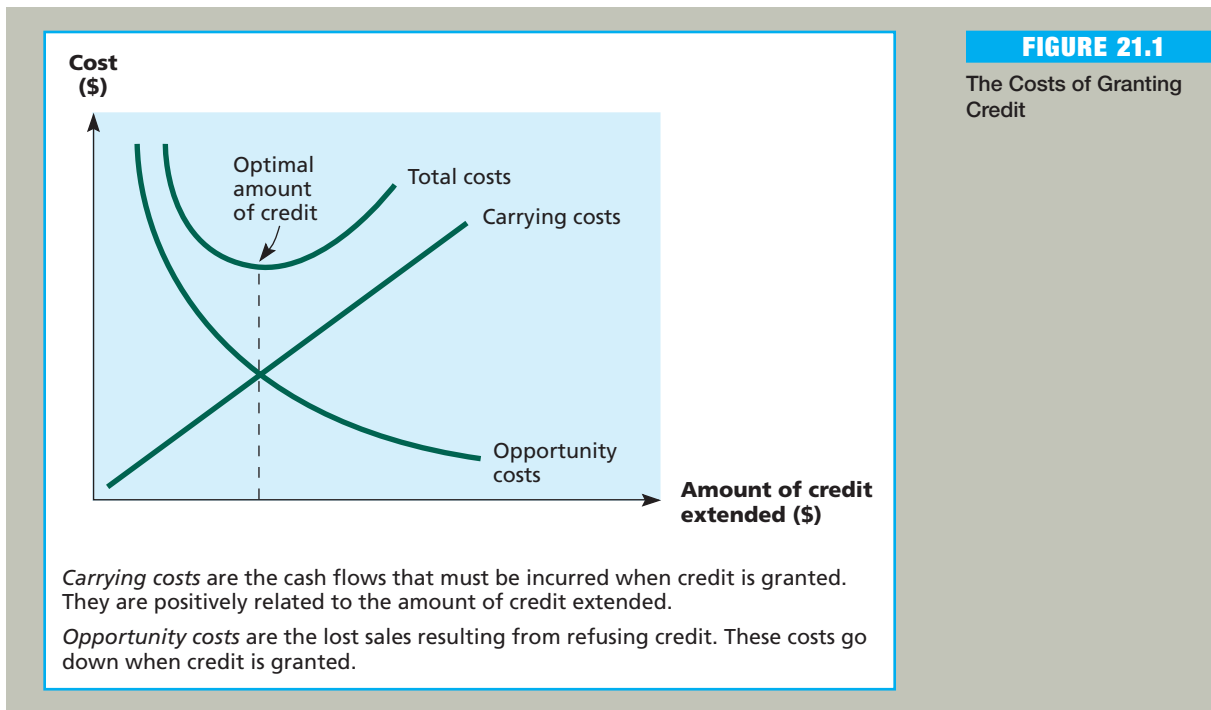 FIGURE 21.1
The Costs of Granting
Credit
Cost
($)
Optimal
amount
of credit
Total costs
Carrying costs
Opportunity
costs
Amount of credit
extended ($)
Carrying costs are the cash flows that must be incurred when credit is granted.
They are positively related to the amount of credit extended.
Opportunity costs are the lost sales resulting from refusing credit. These costs go
down when credit is granted.